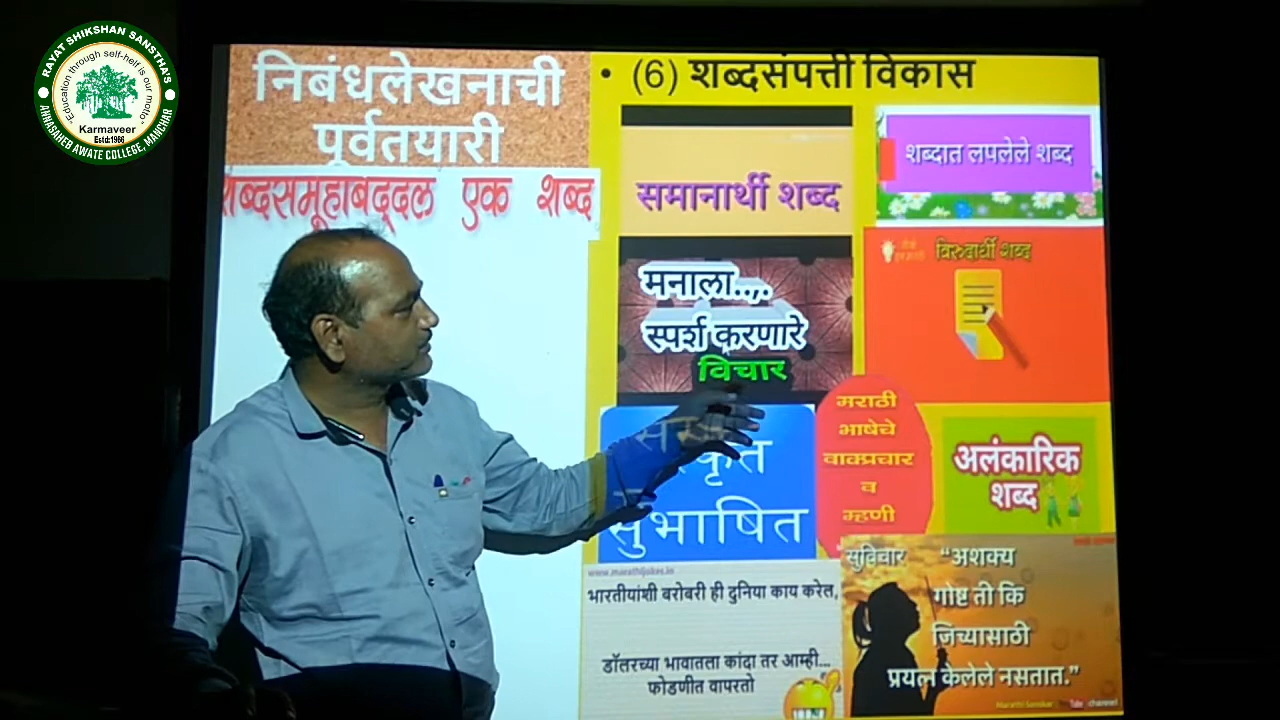 RAYAT SHIKSHAN SANSTHA'S
"Education through self-help is our motto"
Karmaveer
Estd:1966
ANNASAHEB AWATE COLLEGE, MANCHAR
निबंधलेखनाची
पूर्वतयारी
शब्दसमूहाबद्दल एक शब्द
• (6) शब्दसंपत्ती विकास
समानार्थी शब्द
शब्दात लपलेले शब्द
मनाला..,.
स्पर्श करणारे
विचार
विरुद्धार्थी शब्द
सुभाषित
मराठी
भाषेचे
वाक्प्रचार
व
म्हणी
अलंकारिक
शब्द
www.marathijokes.in
भारतीयांशी बरोबरी ही दुनिया काय करेल,
डॉलरच्या भावातला कांदा तर आम्ही...
फोडणीत वापरतो
सुविचार
“अशक्य
गोष्ट ती कि
जिच्यासाठी
प्रयत्न केलेले नसतात.”
Marathi Sanskar
channel